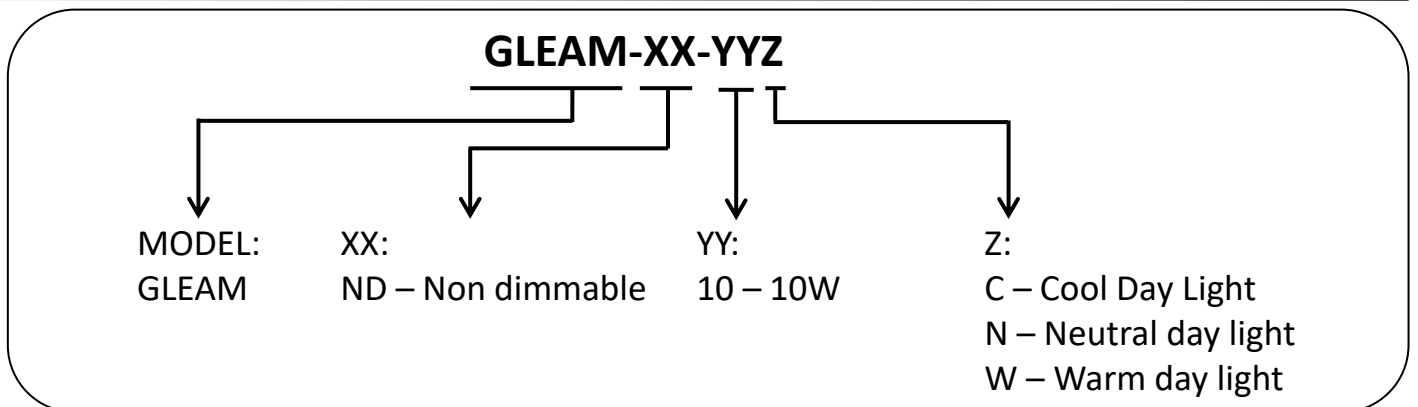 GLEAM-XX-YYZ
MODEL:
GLEAM
XX:
ND – Non dimmable
YY:
10 – 10W
Z:
C – Cool Day Light
N – Neutral day light
W – Warm day light